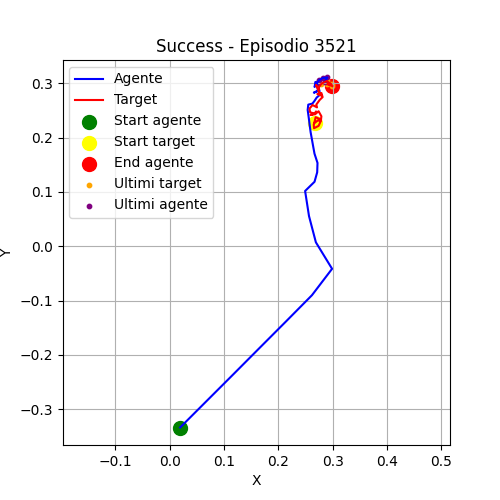 Success - Episodio 3521
Agente
Target
Start agente
Start target
End agente
Ultimi target
Ultimi agente
0.3
0.2
0.1
0.0
−0.1
−0.2
−0.3
Y
−0.1
0.0
0.1
0.2
0.3
0.4
0.5
X